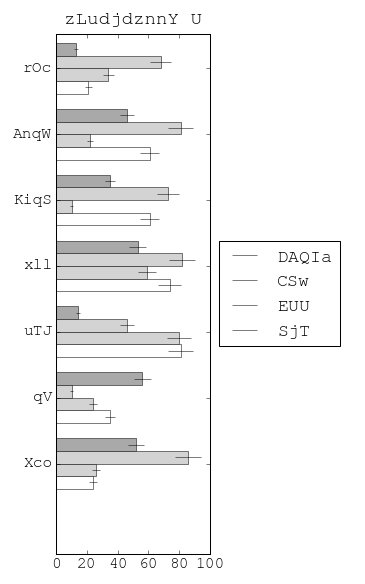 zLudjdznnY U
rOc
AnqW
KiqS
xll
uTJ
qV
Xco
0 20 40 60 80 100
DAQIa
CSw
EUU
SjT